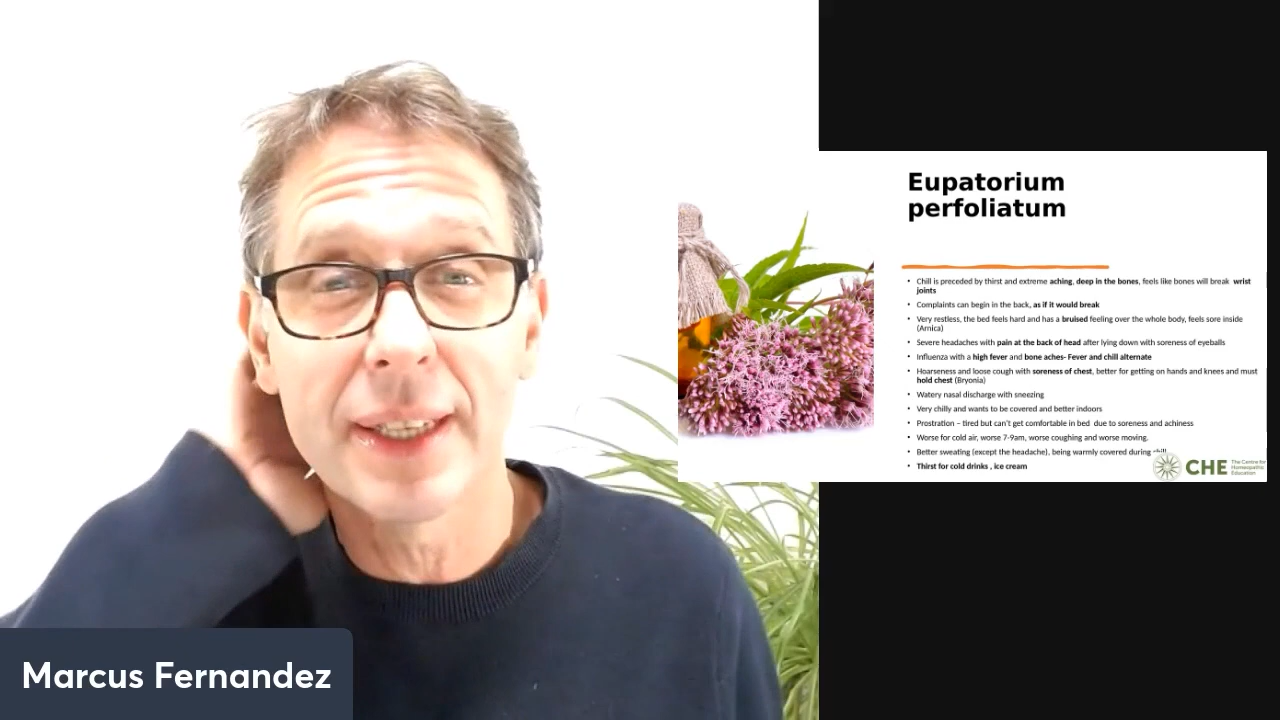 Eupatorium
perfoliatum
• Chill is preceded by thirst and extreme aching, deep in the bones, feels like bones will break wrist
joints
• Complaints can begin in the back, as if it would break
• Very restless, the bed feels hard and has a bruised feeling over the whole body, feels sore inside
(Arnica)
• Severe headaches with pain at the back of head after lying down with soreness of eyeballs
• Influenza with a high fever and bone aches- Fever and chill alternate
• Hoarseness and loose cough with soreness of chest, better for getting on hands and knees and must
hold chest (Bryonia)
• Watery nasal discharge with sneezing
• Very chilly and wants to be covered and better indoors
• Prostration – tired but can't get comfortable in bed due to soreness and achiness
• Worse for cold air, worse 7-9am, worse coughing and worse moving.
• Better sweating (except the headache), being warmly covered during chill
• Thirst for cold drinks , ice cream
CHE
The Centre for
Homeopathic
Education
Marcus Fernandez